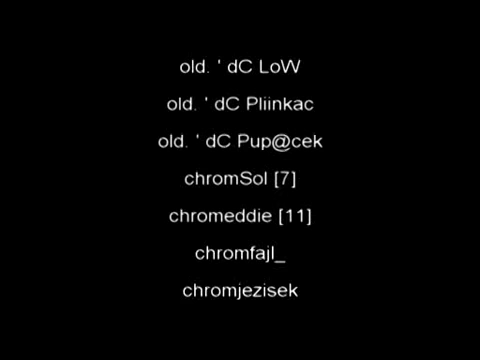 old. ' dC LoW
old. ' dC Pliinkac
old. ' dC Pup@cek
chromSol [7]
chromeddie [11]
chromfajl_
chromjezisek